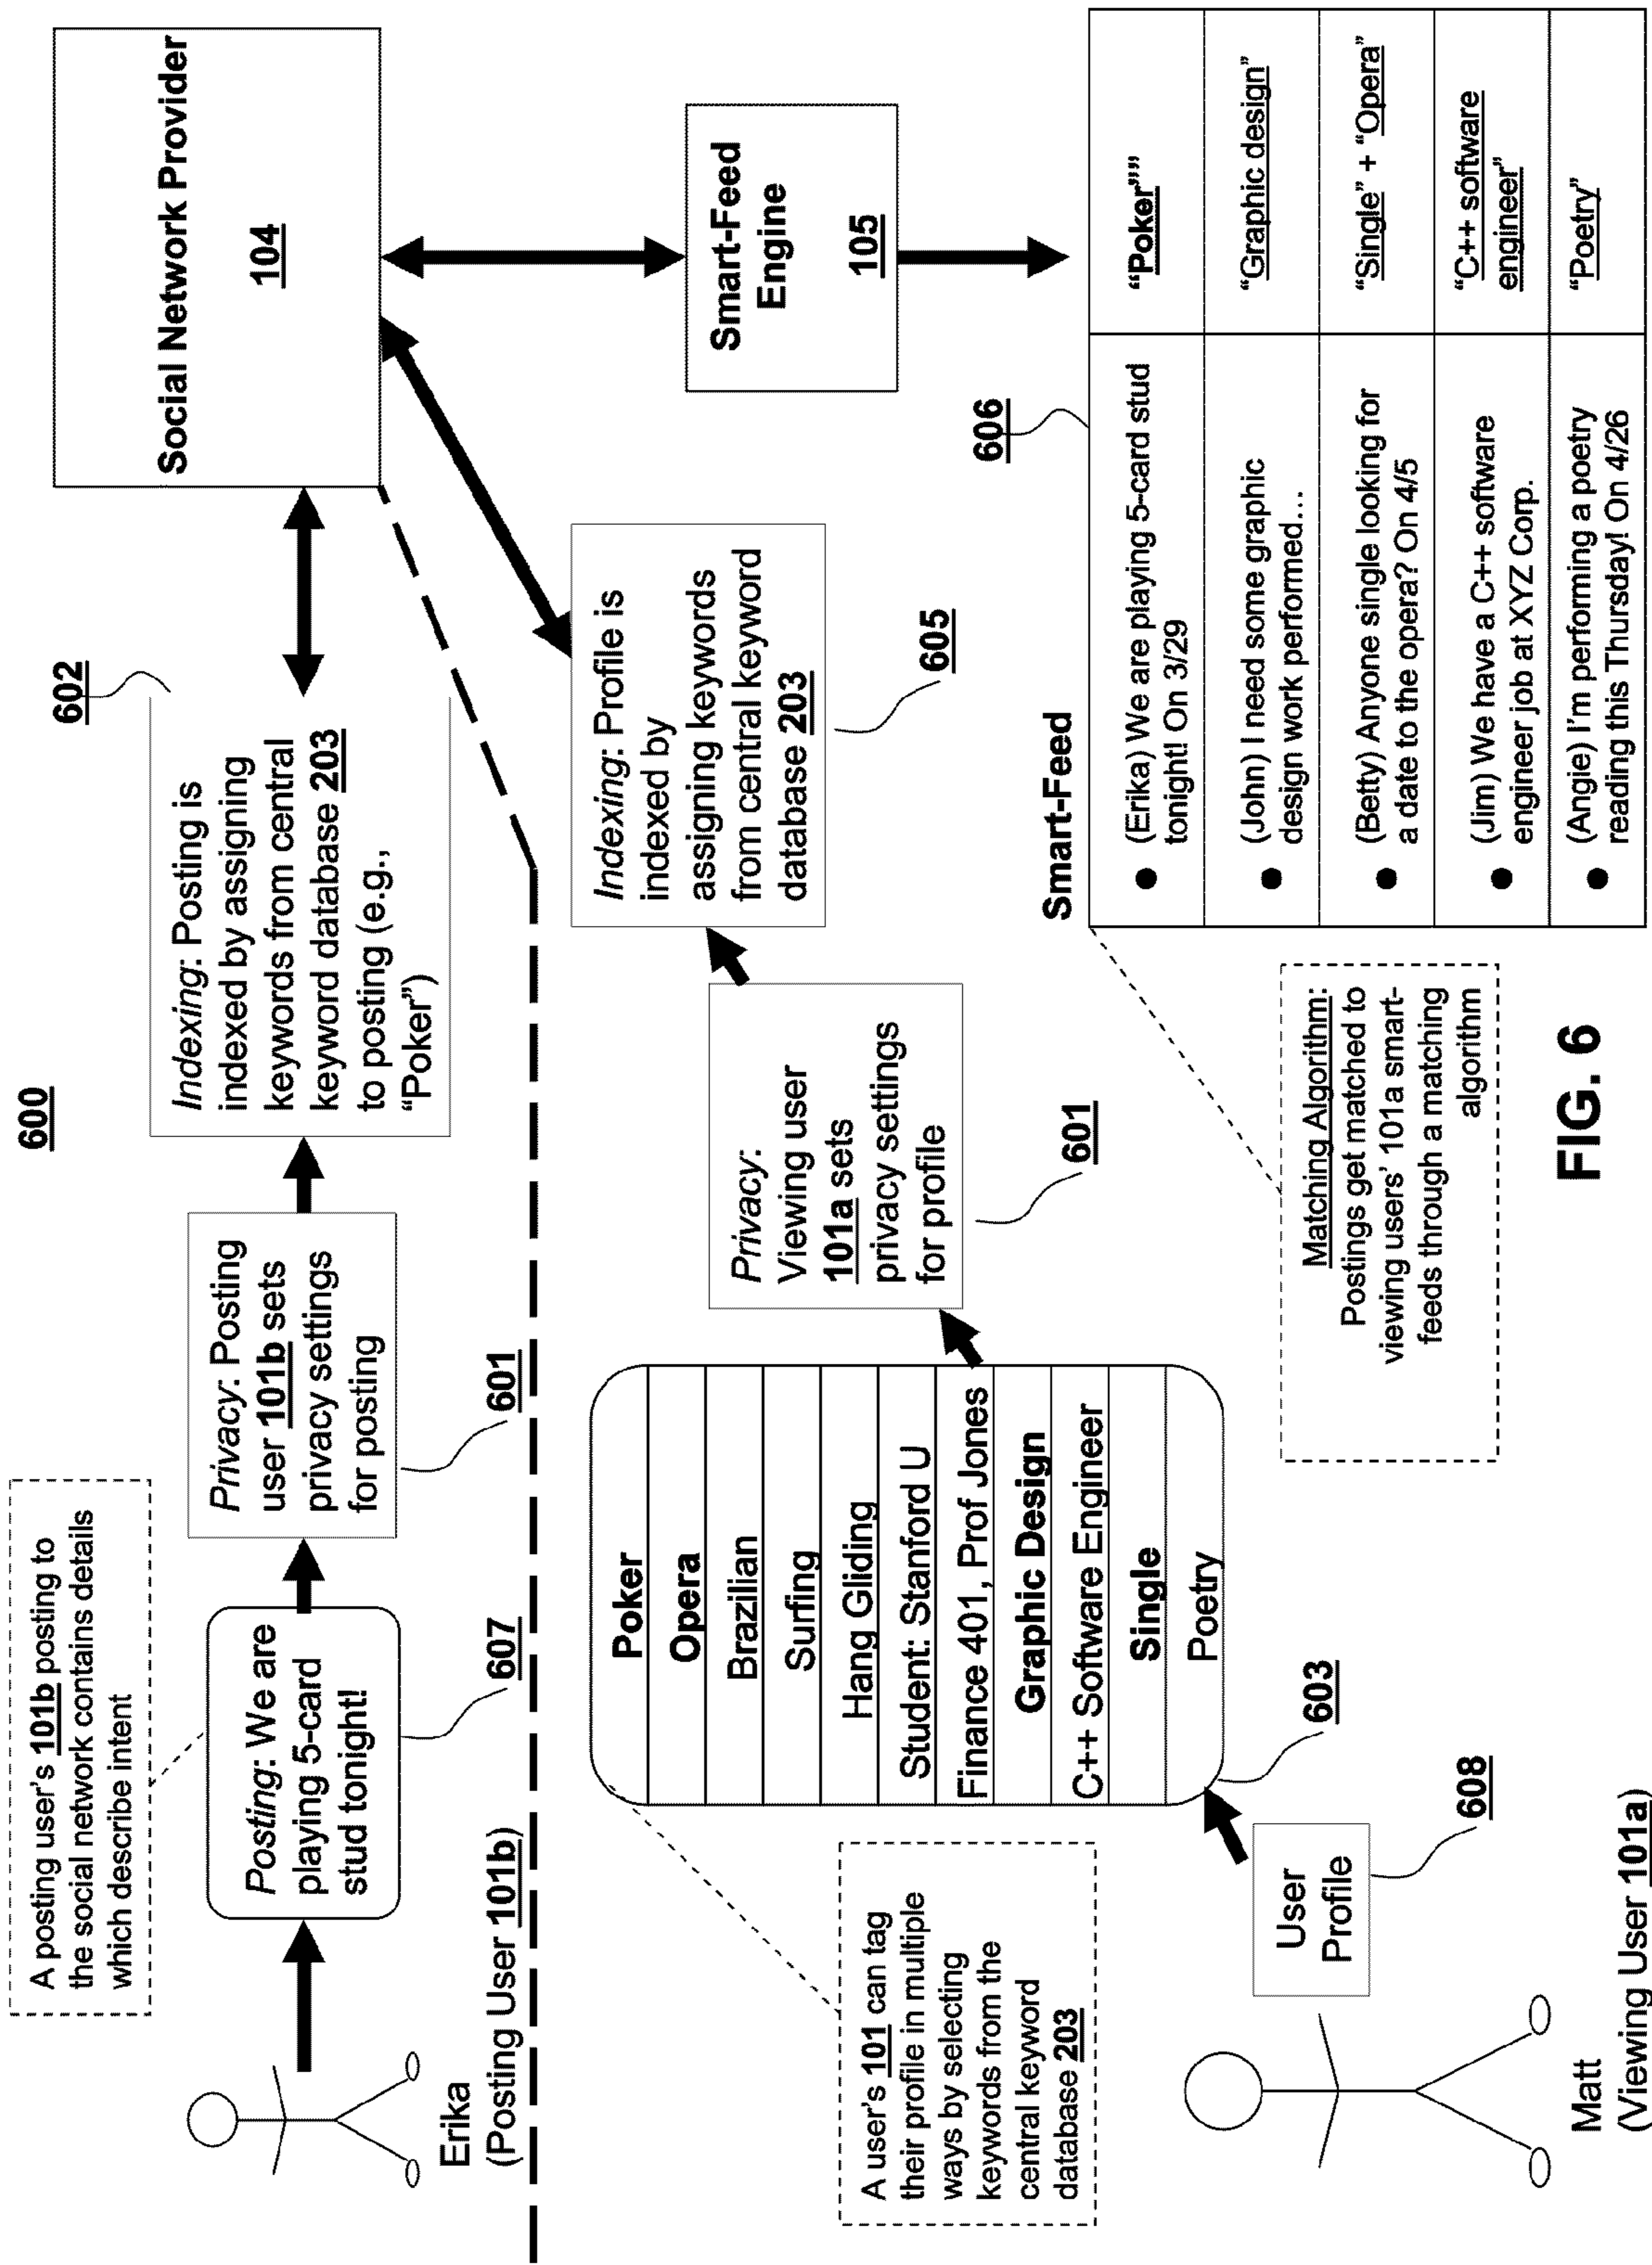 600
A posting user's 101b posting to
the social network contains details
which describe intent
Posting: We are
playing 5-card
stud tonight!
607
Privacy: Posting
user 101b sets
privacy settings
for posting
601
Indexing: Posting is
indexed by assigning
keywords from central
keyword database 203
to posting (e.g.,
“Poker”)
602
Social Network Provider
104
Erika
(Posting User 101b)
A user's 101 can tag
their profile in multiple
ways by selecting
keywords from the
central keyword
database 203
Poker
Opera
Brazilian
Surfing
Hang Gliding
Student: Stanford U
Finance 401, Prof Jones
Graphic Design
C++ Software Engineer
Single
Poetry
603
User
Profile
608
Matt
(Viewing User 101a)
Privacy:
Viewing user
101a sets
privacy settings
for profile
601
Indexing: Profile is
indexed by
assigning keywords
from central keyword
database 203
605
Smart-Feed
Engine
105
Smart-Feed
606
● (Erika) We are playing 5-card stud
tonight! On 3/29
“Poker””
● (John) I need some graphic
design work performed...
“Graphic design”
● (Betty) Anyone single looking for
a date to the opera? On 4/5
“Single” + “Opera”
● (Jim) We have a C++ software
engineer job at XYZ Corp.
“C++ software
engineer”
● (Angie) I'm performing a poetry
reading this Thursday! On 4/26
“Poetry”
Matching Algorithm:
Postings get matched to
viewing users' 101a smart-
feeds through a matching
algorithm
FIG. 6